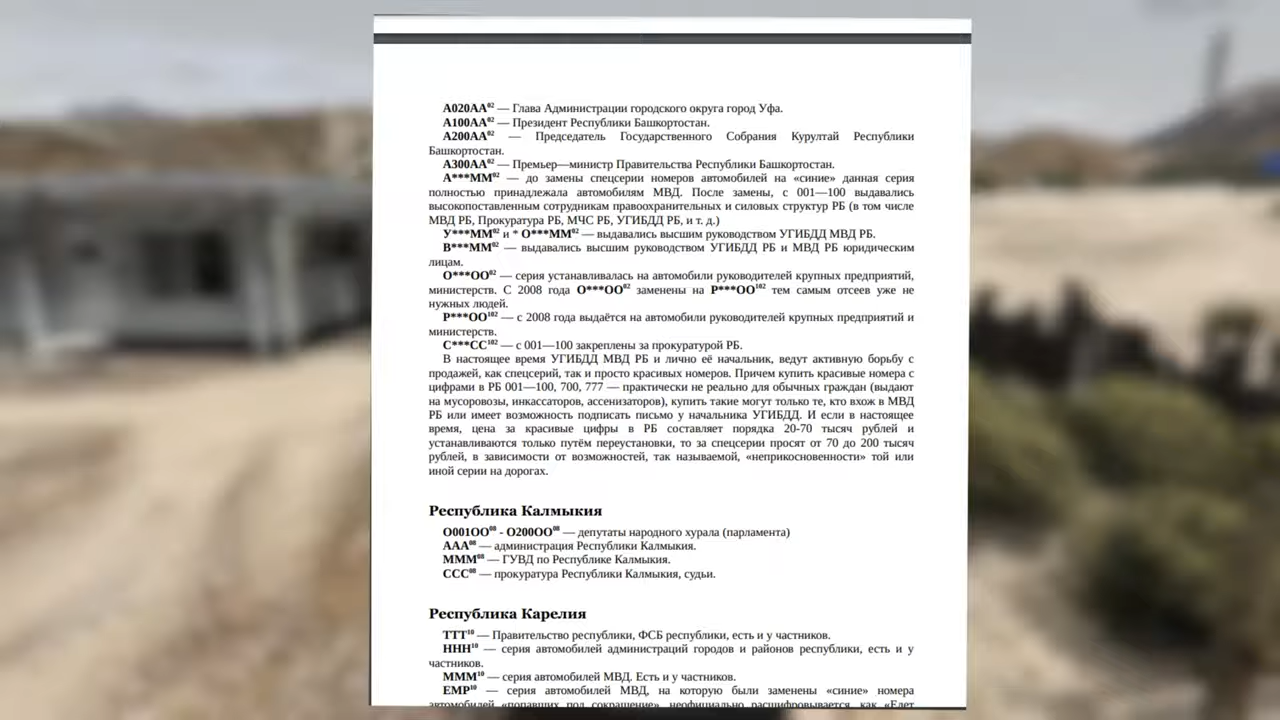 А020АА⁰² — Глава Администрации городского округа город Уфа.
А100АА⁰² — Президент Республики Башкортостан.
А200АА⁰² — Председатель Государственного Собрания Курултай Республики
Башкортостан.
А300АА⁰² — Премьер—министр Правительства Республики Башкортостан.
А***ММ⁰² — до замены спецсерии номеров автомобилей на «синие» данная серия
полностью принадлежала автомобилям МВД. После замены, с 001—100 выдавались
высокопоставленным сотрудникам правоохранительных и силовых структур РБ (в том числе
МВД РБ, Прокуратура РБ, МЧС РБ, УГИБДД РБ, и т. д.)
У***ММ⁰² и * О***ММ⁰² — выдавались высшим руководством УГИБДД МВД РБ.
В***ММ⁰² — выдавались высшим руководством УГИБДД РБ и МВД РБ юридическим
лицам.
О***ОО⁰² — серия устанавливалась на автомобили руководителей крупных предприятий,
министерств. С 2008 года О***ОО⁰² заменены на Р***ОО¹⁰² тем самым отсеев уже не
нужных людей.
Р***ОО¹⁰² — с 2008 года выдаётся на автомобили руководителей крупных предприятий и
министерств.
С***СС¹⁰² — с 001—100 закреплены за прокуратурой РБ.
В настоящее время УГИБДД МВД РБ и лично её начальник, ведут активную борьбу с
продажей, как спецсерий, так и просто красивых номеров. Причем купить красивые номера с
цифрами в РБ 001—100, 700, 777 — практически не реально для обычных граждан (выдают
на мусоровозы, инкассаторов, ассенизаторов), купить такие могут только те, кто вхож в МВД
РБ или имеет возможность подписать письмо у начальника УГИБДД. И если в настоящее
время, цена за красивые цифры в РБ составляет порядка 20-70 тысяч рублей и
устанавливаются только путём переустановки, то за спецсерии просят от 70 до 200 тысяч
рублей, в зависимости от возможностей, так называемой, «неприкосновенности» той или
иной серии на дорогах.
Республика Калмыкия
О001ОО⁰⁸ - О200ОО⁰⁸ — депутаты народного хурала (парламента)
ААА⁰⁸ — администрация Республики Калмыкия.
МММ⁰⁸ — ГУВД по Республике Калмыкия.
ССС⁰⁸ — прокуратура Республики Калмыкия, судьи.
Республика Карелия
ТТТ¹⁰ — Правительство республики, ФСБ республики, есть и у частников.
ННН¹⁰ — серия автомобилей администраций городов и районов республики, есть и у
частников.
МММ¹⁰ — серия автомобилей МВД. Есть и у частников.
ЕМР¹⁰ — серия автомобилей МВД, на которую были заменены «синие» номера
автомобилей «попавших под сокращение», неофициально расшифровывается, как «Едет